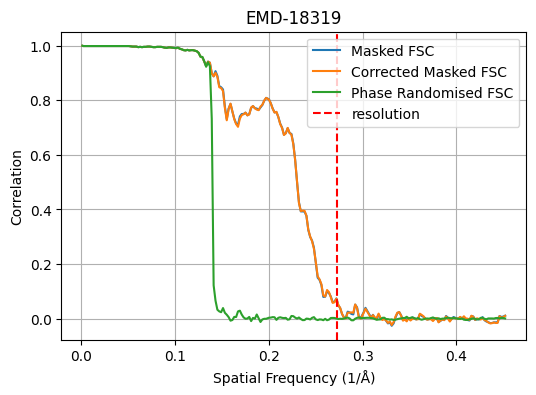 EMD-18319
Masked FSC
Corrected Masked FSC
Phase Randomised FSC
resolution
Correlation
1.0
0.8
0.6
0.4
0.2
0.0
0.0 0.1 0.2 0.3 0.4
Spatial Frequency (1/Å)